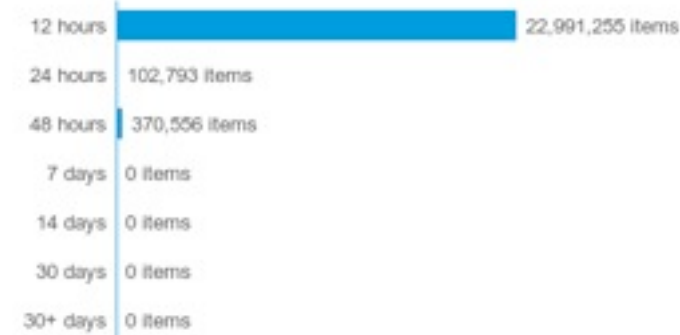 12 hours 22,991,255 items
24 hours 102,793 items
48 hours 370,556 items
7 days 0 items
14 days 0 items
30 days 0 items
30+ days 0 items